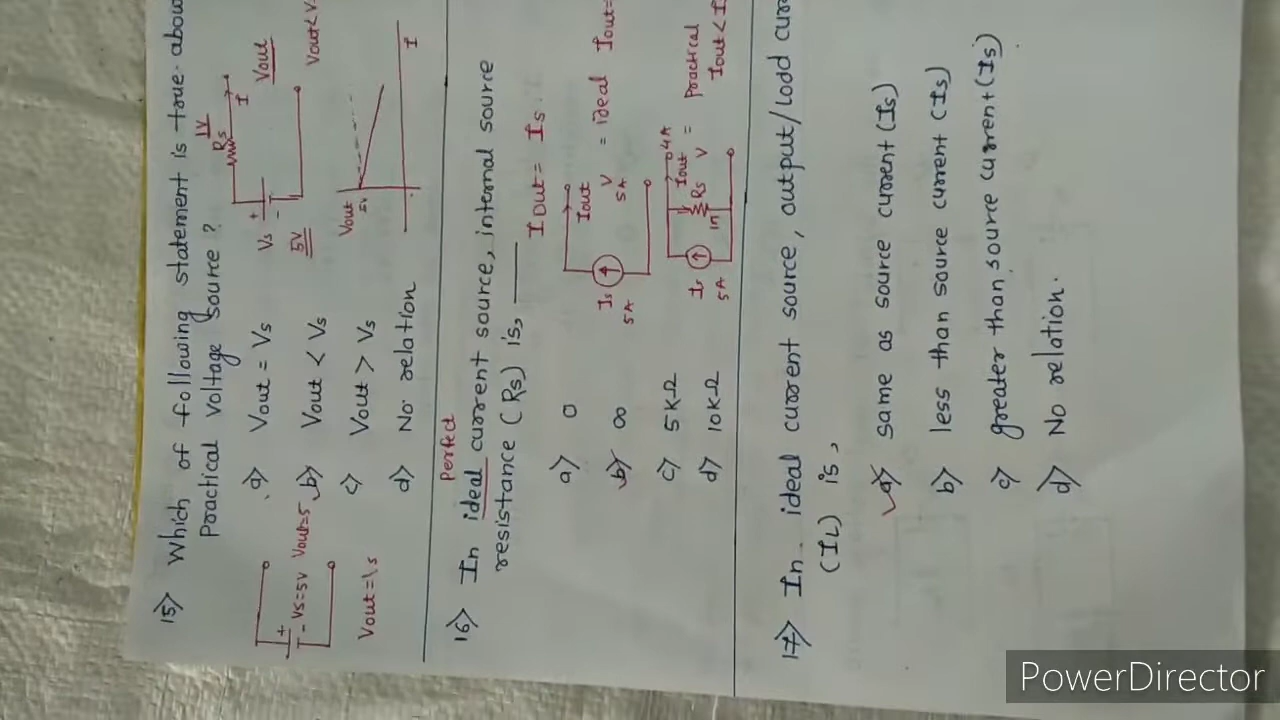 15) Which of following statement is true abou
Practical voltage source?
a) Vout = Vs
b) Vout < Vs
c) Vout > Vs
d) No relation
+
- Vs=5V Vout=5
Vout=Vs
1V
Rs
I
Vout
Vs + -
5V
Vout<V
Vout
5V
I
Perfect
16) In ideal current source, internal source
resistance (Rs) is, ____
a) 0
b) ∞
c) 5KΩ
d) 10KΩ
IOut = Is.
Iout
Is
5A
V
5A
= ideal Iout=
Is
5A
04A
Iout
Rs V = practical
1A
Iout < I
17) In ideal current source, output/load curr
(IL) is,
a) same as source current (Is)
b) less than source current (Is)
c) greater than source current (Is)
d) No relation.
PowerDirector